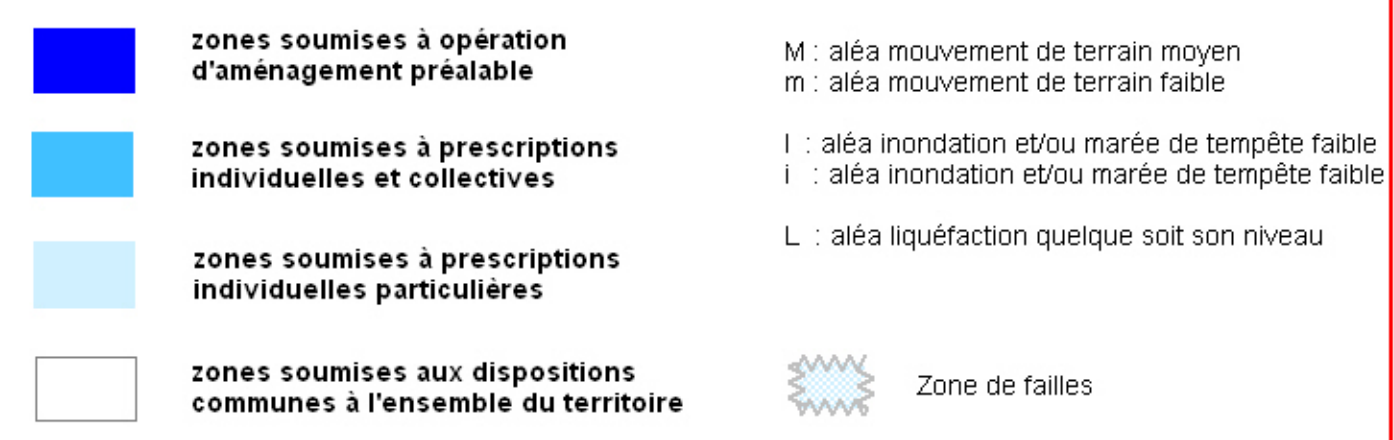 zones soumises à opération
d'aménagement préalable
zones soumises à prescriptions
individuelles et collectives
zones soumises à prescriptions
individuelles particulières
zones soumises aux dispositions
communes à l'ensemble du territoire
M : aléa mouvement de terrain moyen
m : aléa mouvement de terrain faible
I : aléa inondation et/ou marée de tempête faible
i : aléa inondation et/ou marée de tempête faible
L : aléa liquéfaction quelque soit son niveau
Zone de failles